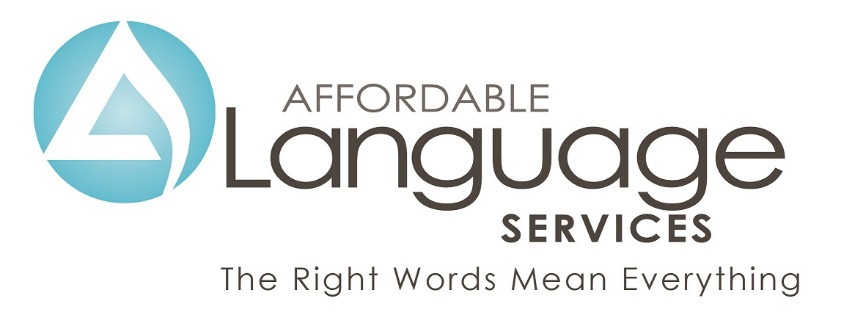 AFFORDABLE
Language
SERVICES
The Right Words Mean Everything